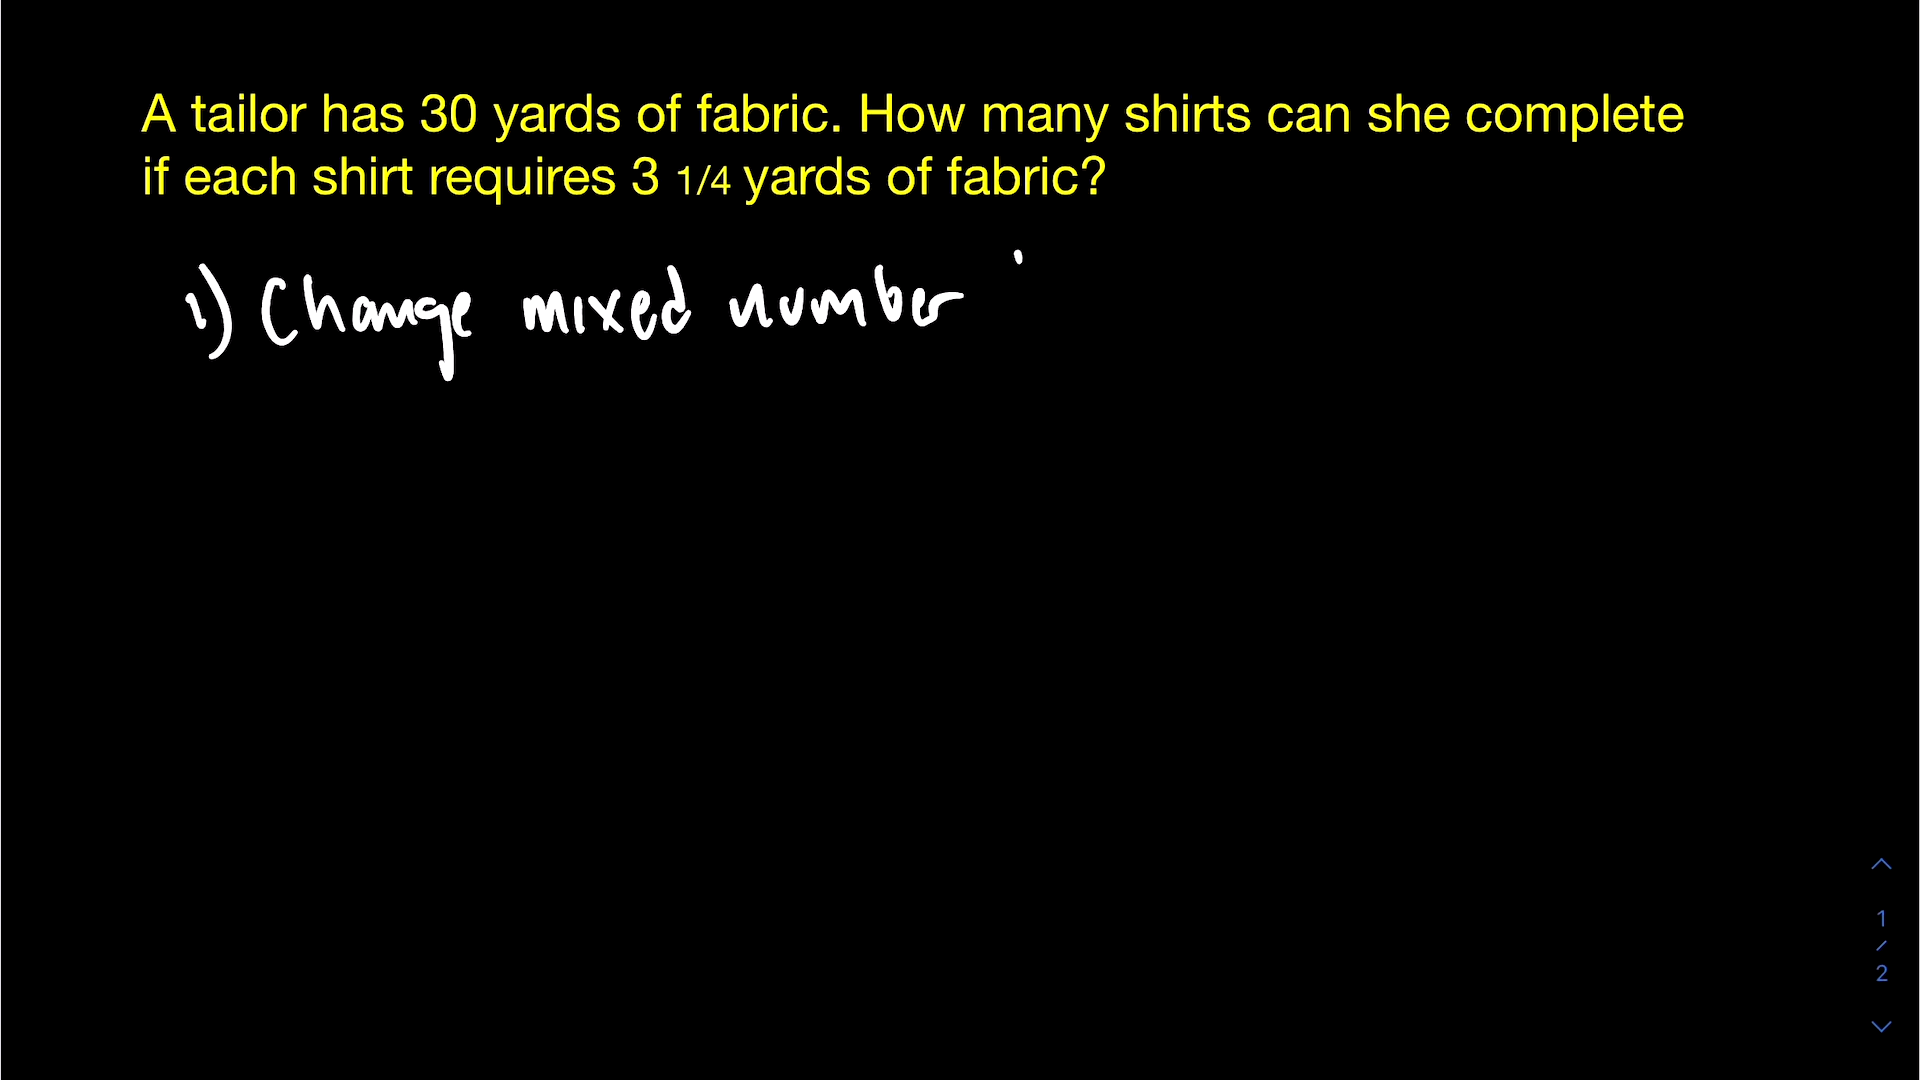 A tailor has 30 yards of fabric. How many shirts can she complete
if each shirt requires 3 1/4 yards of fabric?
1) Change mixed number
1
/
2